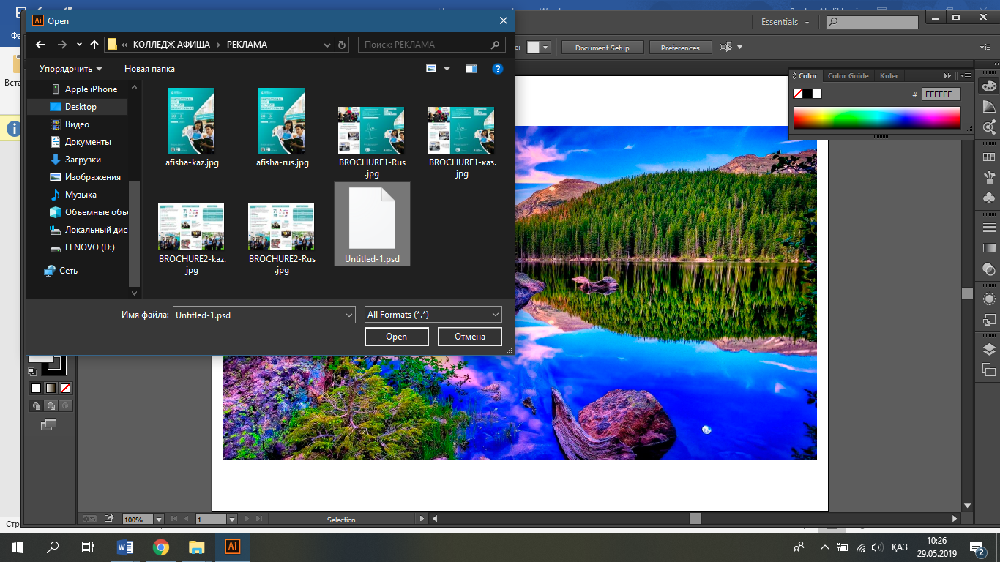 Ai Open
Essentials
« КОЛЛЕДЖ АФИША › РЕКЛАМА
Поиск: РЕКЛАМА
Document Setup
Preferences
Упорядочить
Новая папка
Apple iPhone
Desktop
Видео
Документы
Загрузки
Изображения
Музыка
Объемные объ
Локальный дис
LENOVO (D:)
Сеть
afisha-kaz.jpg
afisha-rus.jpg
BROCHURE1-Rus
.jpg
BROCHURE1-каз.
.jpg
BROCHURE2-kaz.
jpg
BROCHURE2-Rus
.jpg
Untitled-1.psd
Имя файла:
Untitled-1.psd
All Formats (*.*)
Open
Отмена
Color
Color Guide
Kuler
# FFFFFF
Вста
100%
1
Selection
Стр
Ai
ҚАЗ
10:26
29.05.2019
2